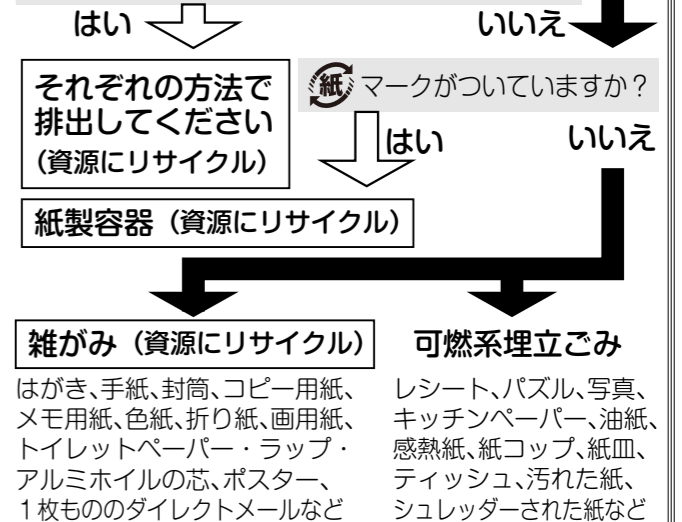 はい
いいえ
それぞれの方法で
排出してください
(資源にリサイクル)
紙 マークがついていますか?
はい
いいえ
紙製容器(資源にリサイクル)
雑がみ(資源にリサイクル)
はがき、手紙、封筒、コピー用紙、
メモ用紙、色紙、折り紙、画用紙、
トイレットペーパー・ラップ・
アルミホイルの芯、ポスター、
1枚もののダイレクトメールなど
可燃系埋立ごみ
レシート、パズル、写真、
キッチンペーパー、油紙、
感熱紙、紙コップ、紙皿、
ティッシュ、汚れた紙、
シュレッダーされた紙など